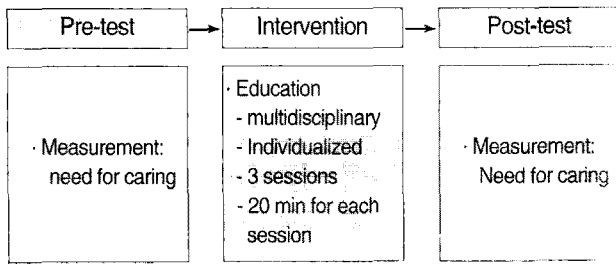 Pre-test
Intervention
Post-test
· Measurement:
need for caring
· Education
- multidisciplinary
- Individualized
- 3 sessions
- 20 min for each
session
· Measurement:
Need for caring